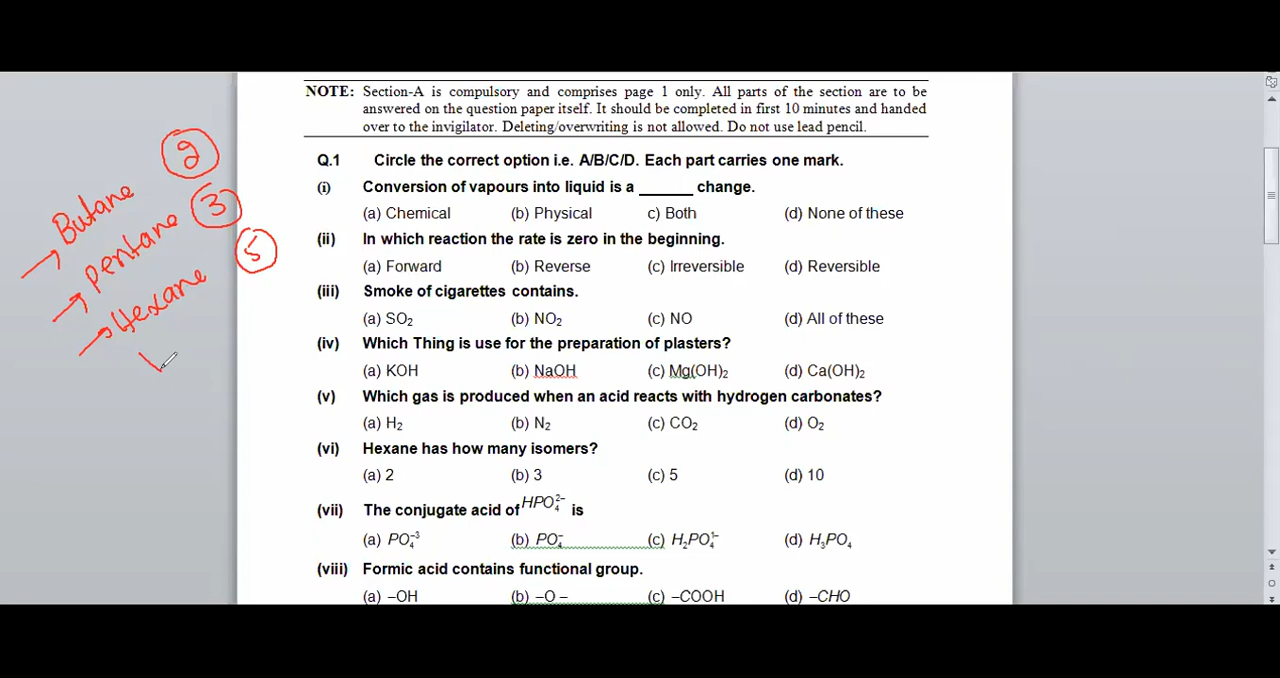 NOTE: Section-A is compulsory and comprises page 1 only. All parts of the section are to be
answered on the question paper itself. It should be completed in first 10 minutes and handed
over to the invigilator. Deleting/overwriting is not allowed. Do not use lead pencil.
Q.1 Circle the correct option i.e. A/B/C/D. Each part carries one mark.
(i) Conversion of vapours into liquid is a ______ change.
(a) Chemical (b) Physical c) Both (d) None of these
(ii) In which reaction the rate is zero in the beginning.
(a) Forward (b) Reverse (c) Irreversible (d) Reversible
(iii) Smoke of cigarettes contains.
(a) SO₂ (b) NO₂ (c) NO (d) All of these
(iv) Which Thing is use for the preparation of plasters?
(a) KOH (b) NaOH (c) Mg(OH)₂ (d) Ca(OH)₂
(v) Which gas is produced when an acid reacts with hydrogen carbonates?
(a) H₂ (b) N₂ (c) CO₂ (d) O₂
(vi) Hexane has how many isomers?
(a) 2 (b) 3 (c) 5 (d) 10
(vii) The conjugate acid of HPO₄²⁻ is
(a) PO₄⁻³ (b) PO₄⁻ (c) H₂PO₄¹⁻ (d) H₃PO₄
(viii) Formic acid contains functional group.
(a) –OH (b) –O – (c) –COOH (d) –CHO
→ Butane 2
→ Pentane 3
→ Hexane 5